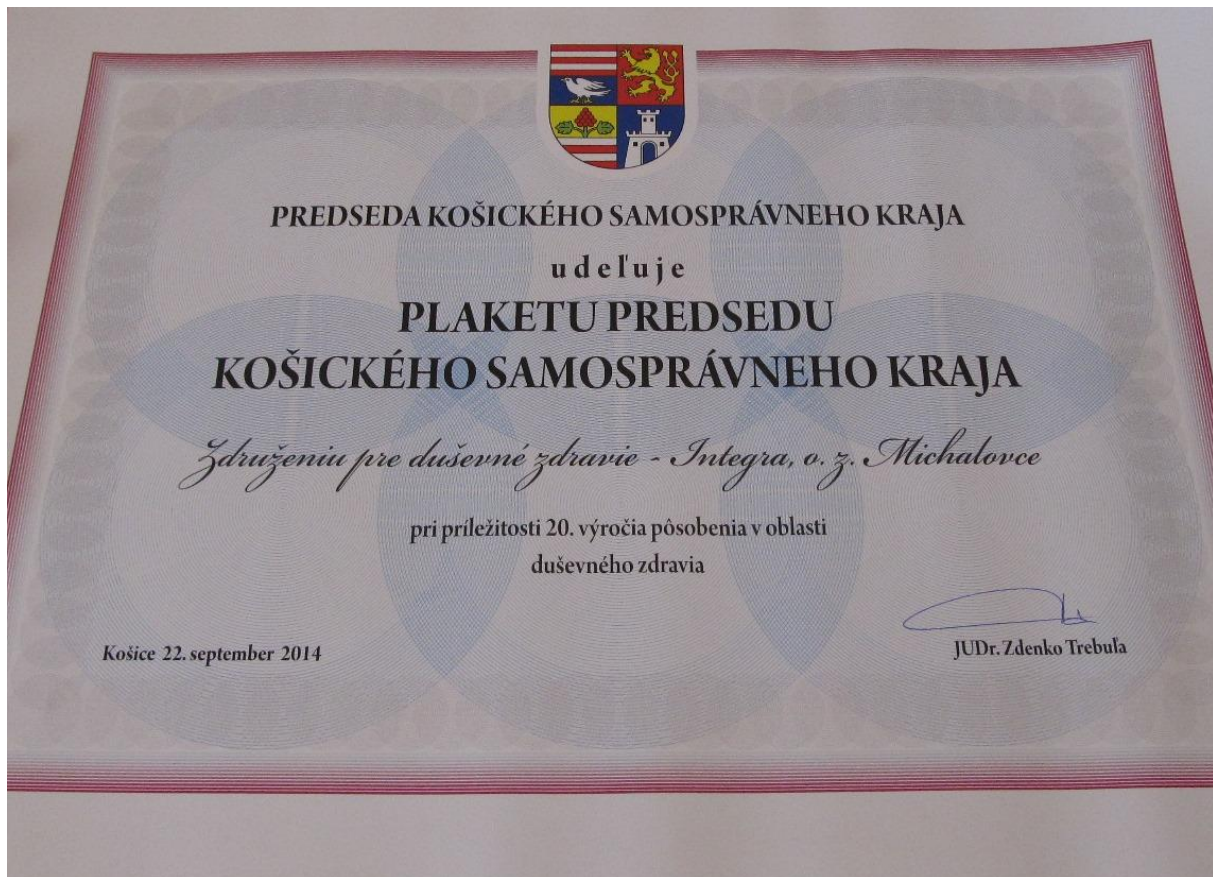 PREDSEDA KOŠICKÉHO SAMOSPRÁVNEHO KRAJA
udeľuje
PLAKETU PREDSEDU
KOŠICKÉHO SAMOSPRÁVNEHO KRAJA
Združeniu pre duševné zdravie - Integra, o. z. Michalovce
pri príležitosti 20. výročia pôsobenia v oblasti
duševného zdravia
Košice 22. september 2014
JUDr. Zdenko Trebuľa